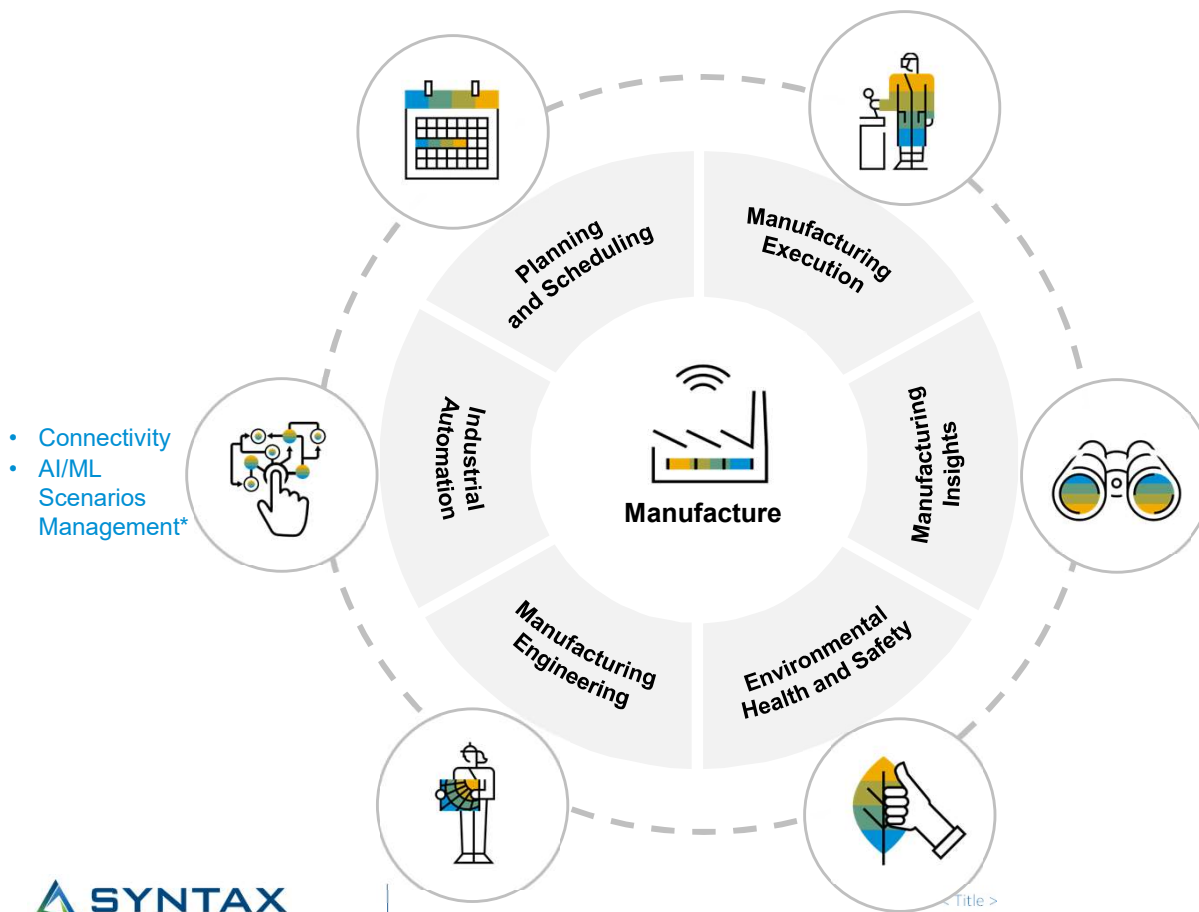 Planning
and Scheduling
Manufacturing
Execution
Industrial
Automation
Manufacturing
Insights
• Connectivity
• AI/ML
Scenarios
Management*
Manufacture
Manufacturing
Engineering
Environmental
Health and Safety
SYNTAX
< Title >